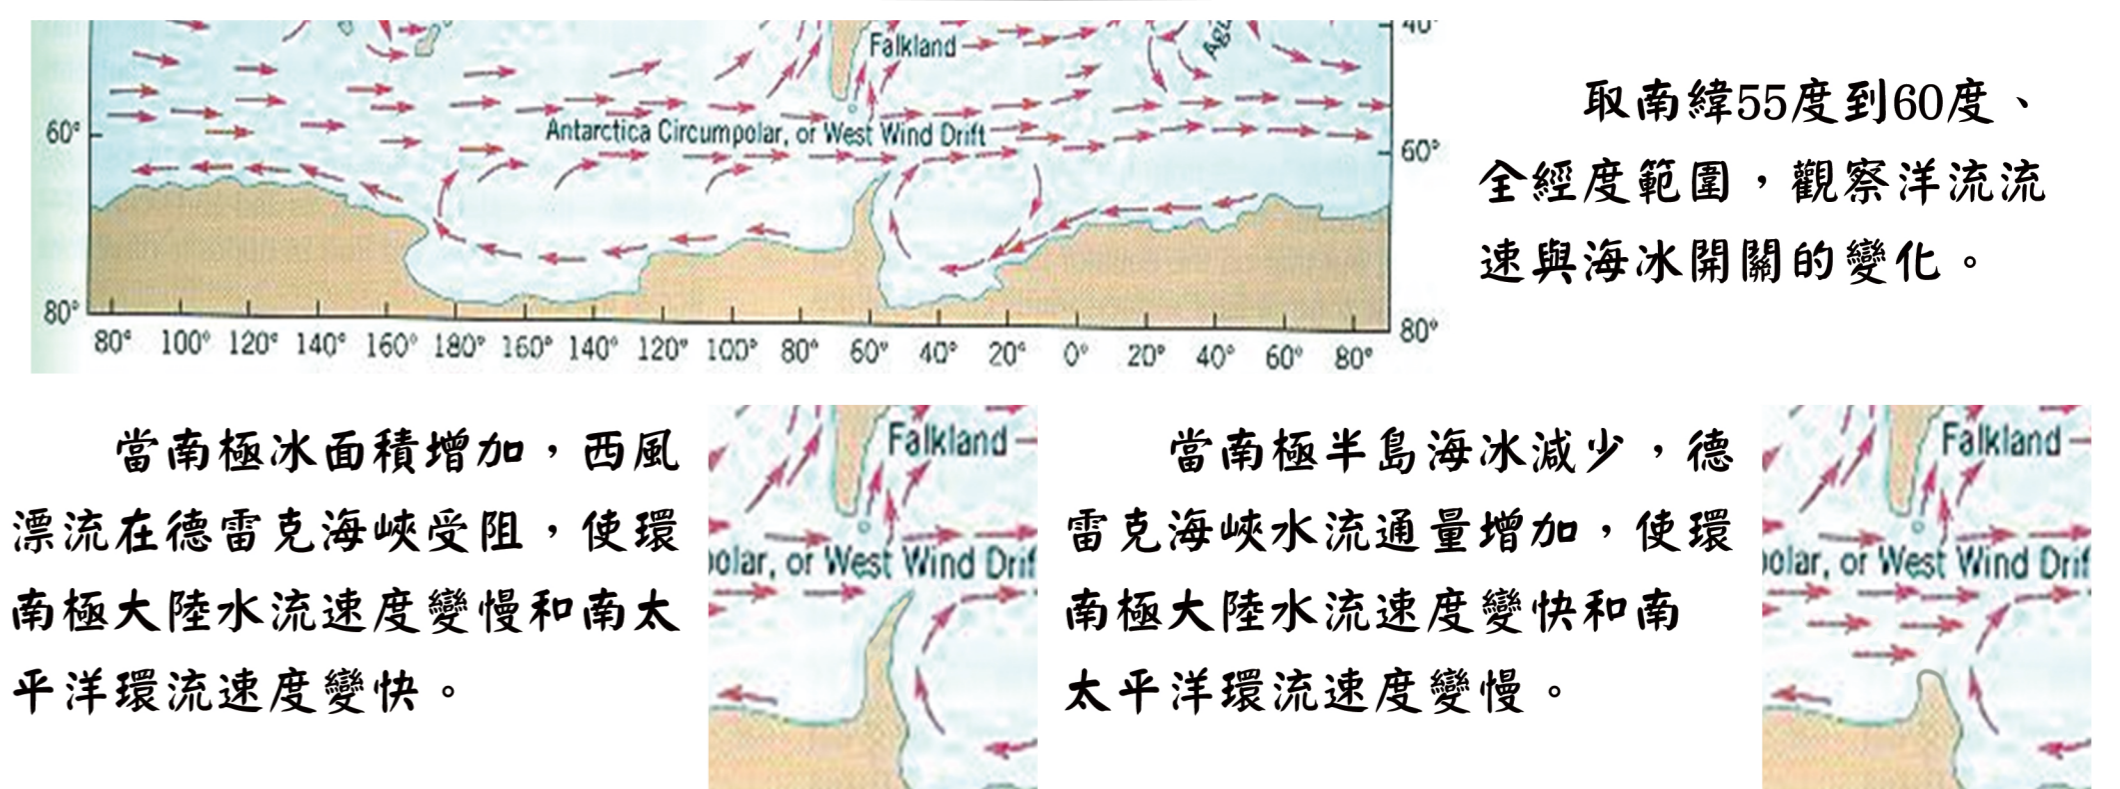 40°
Falkland
Agu
60°
Antarctica Circumpolar, or West Wind Drift
60°
80°
80°
80° 100° 120° 140° 160° 180° 160° 140° 120° 100° 80° 60° 40° 20° 0° 20° 40° 60° 80°
取南緯55度到60度、
全經度範圍，觀察洋流流
速與海冰開關的變化。
當南極冰面積增加，西風
漂流在德雷克海峽受阻，使環
南極大陸水流速度變慢和南太
平洋環流速度變快。
Falkland
olar, or West Wind Drif
當南極半島海冰減少，德
雷克海峽水流通量增加，使環
南極大陸水流速度變快和南
太平洋環流速度變慢。
Falkland
olar, or West Wind Drif